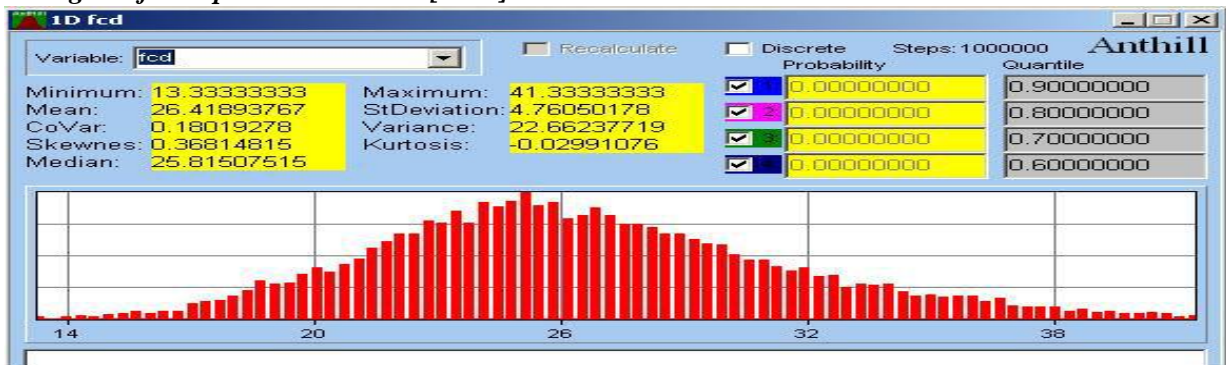 1D fcd
Variable: fcd
Recalculate
Discrete Steps: 1000000 Anthill
Probability Quantile
Minimum: 13.33333333 Maximum: 41.33333333
Mean: 26.41893767 StDeviation: 4.76050178
CoVar: 0.18019278 Variance: 22.66237719
Skewnes: 0.36814815 Kurtosis: -0.02991076
Median: 25.81507515
1 0.00000000 0.90000000
2 0.00000000 0.80000000
3 0.00000000 0.70000000
0.00000000 0.60000000
14 20 26 32 38